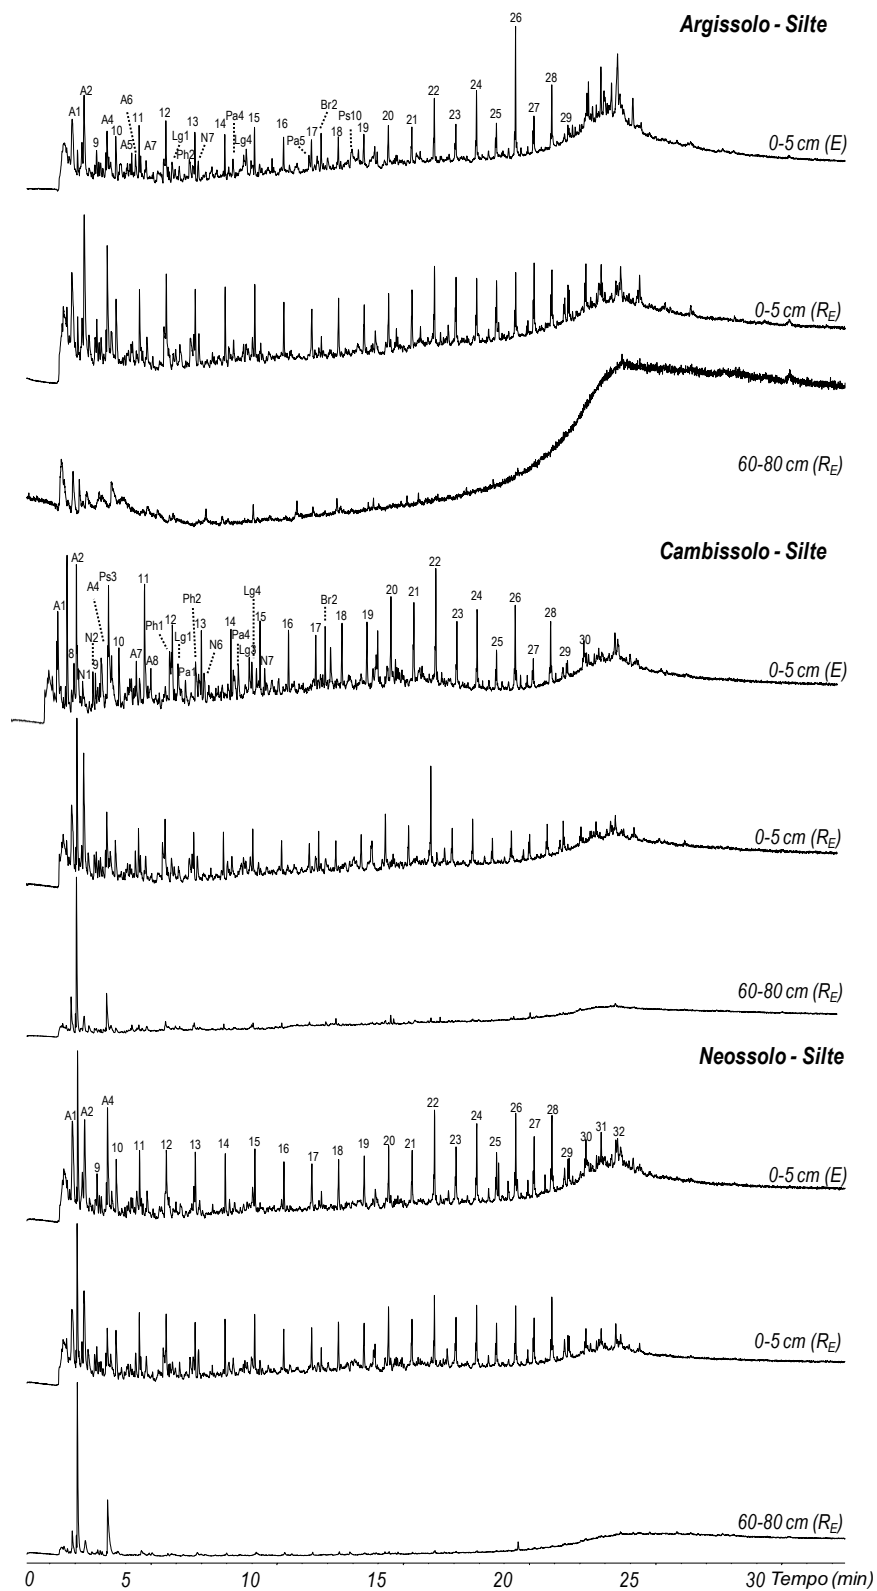 Argissolo - Silte
26
A1 A2 A4 A5 A6 A7 9 10 11 12 13 14 15 16 17 18 19 20 21 22 23 24 25 27 28 29
Lg1 Ph2 N7 Pa4 Lg4 Pa5 Br2 Ps10
0-5 cm (E)
0-5 cm (RE)
60-80 cm (RE)
Cambissolo - Silte
A1 A2 A4 Ps3 8 N1 N2 9 10 11 A7 A8 Ph1 12 Lg1 Pa1 Ph2 13 N6 14 Pa4 Lg3 Lg4 15 N7 16 17 Br2 18 19 20 21 22 23 24 25 26 27 28 29 30
0-5 cm (E)
0-5 cm (RE)
60-80 cm (RE)
Neossolo - Silte
A1 A2 A4 9 10 11 12 13 14 15 16 17 18 19 20 21 22 23 24 25 26 27 28 29 30 31 32
0-5 cm (E)
0-5 cm (RE)
60-80 cm (RE)
0 5 10 15 20 25 30 Tempo (min)